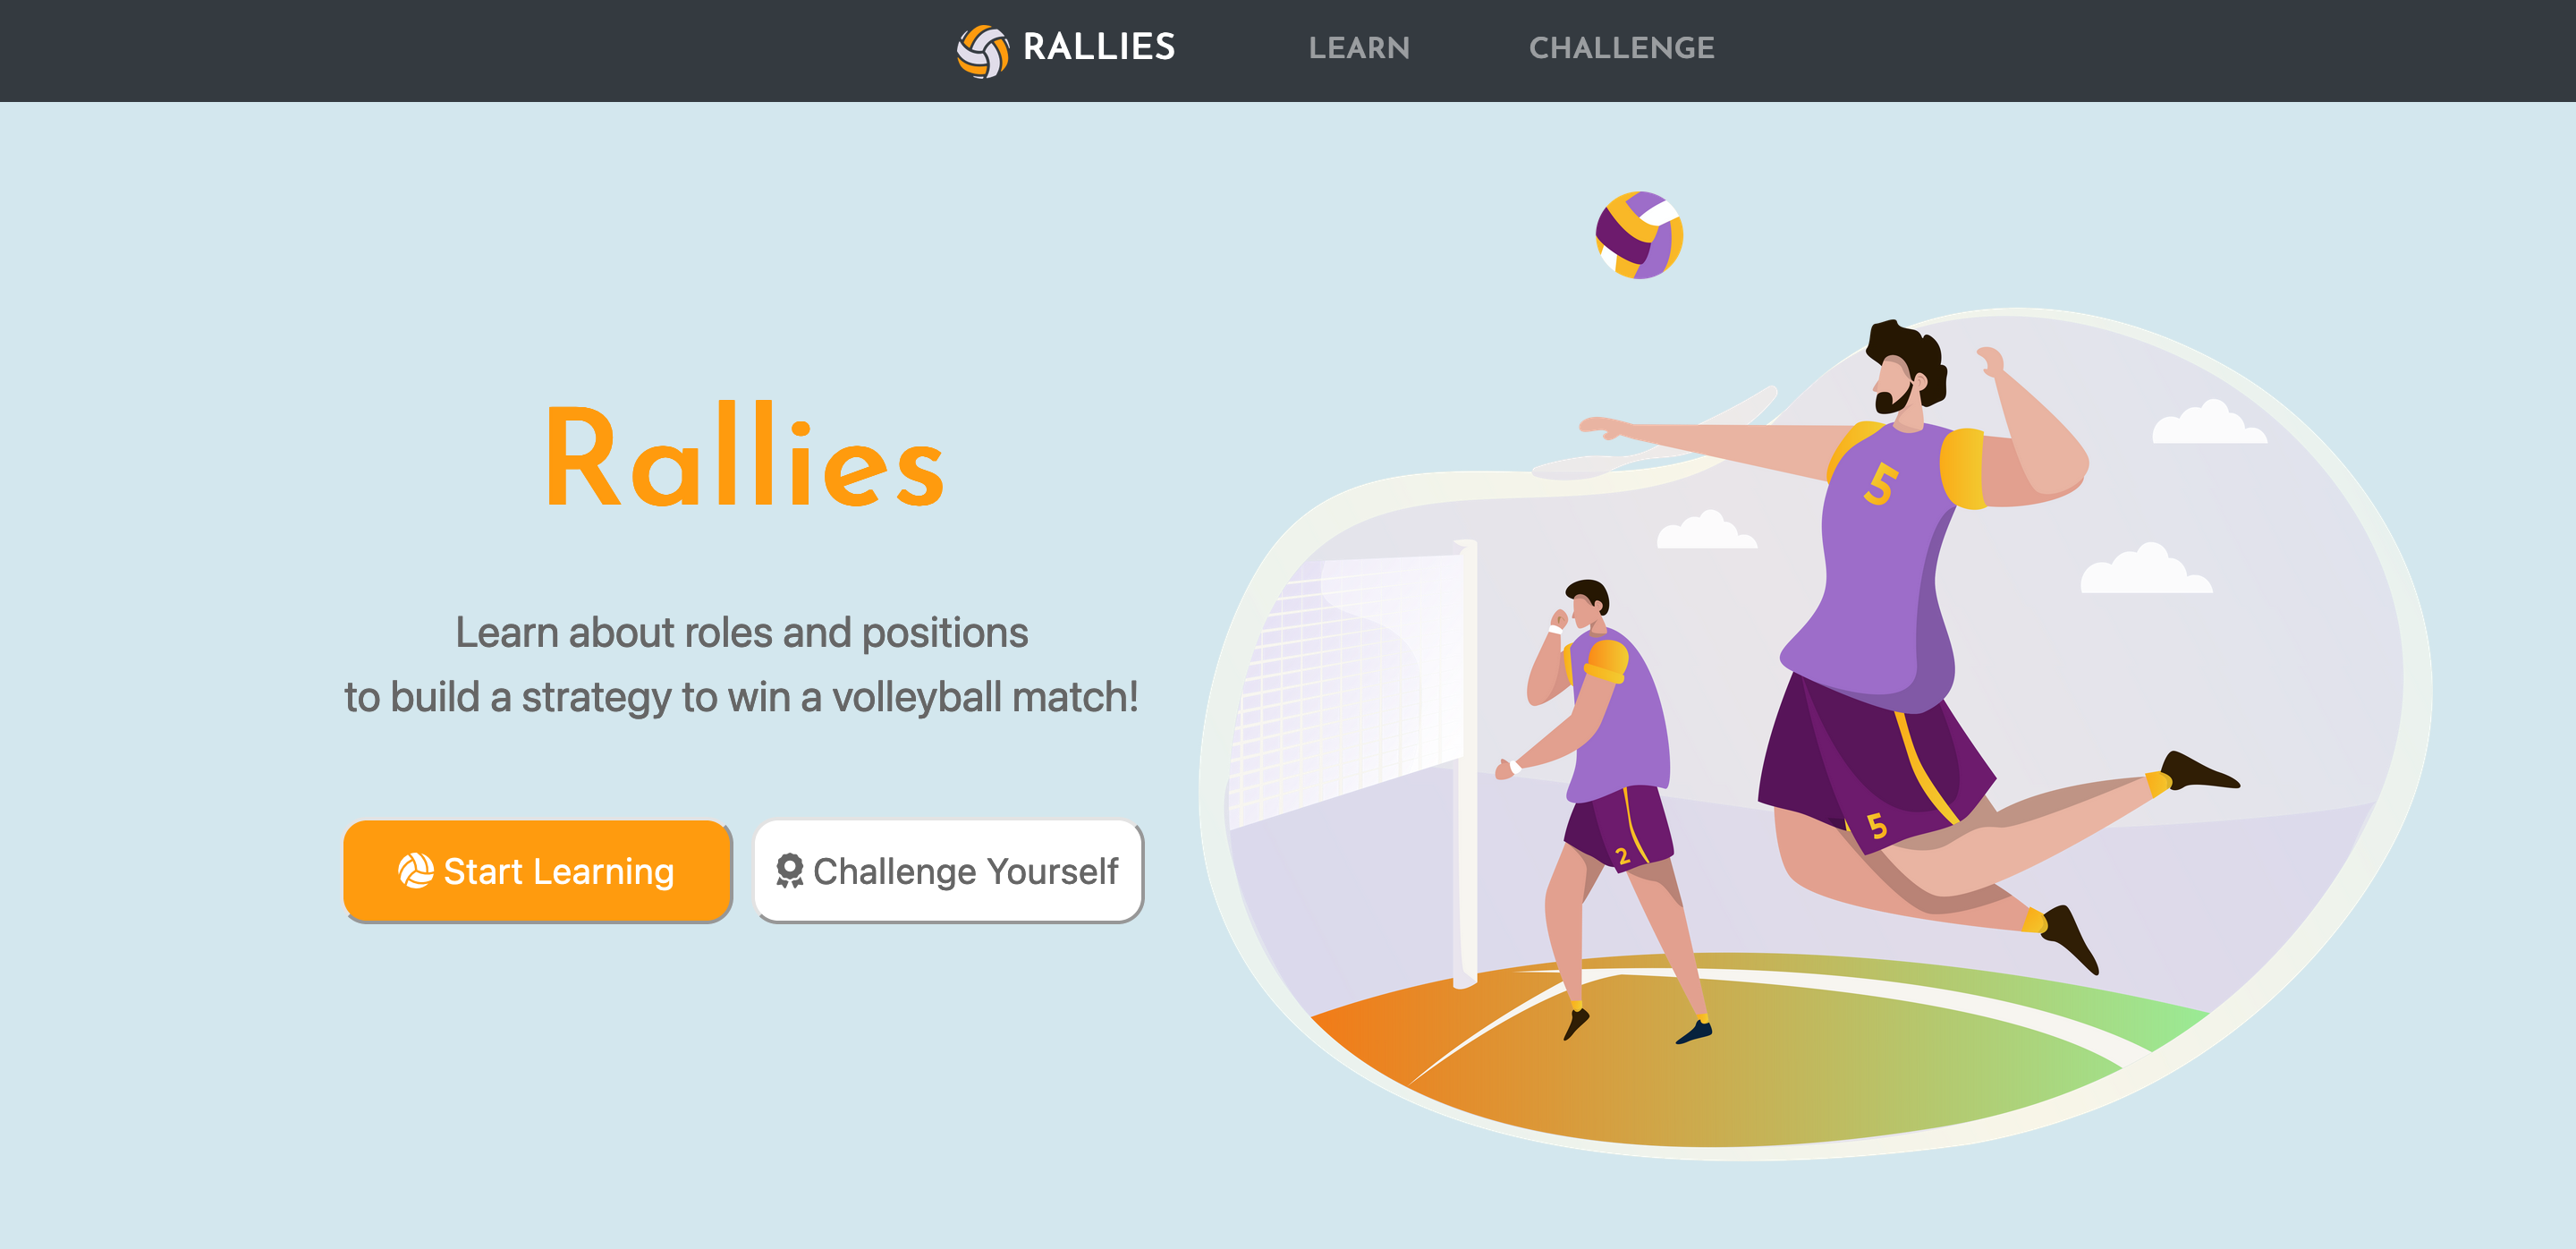 RALLIES LEARN CHALLENGE
Rallies
Learn about roles and positions
to build a strategy to win a volleyball match!
Start Learning Challenge Yourself
5
5
2